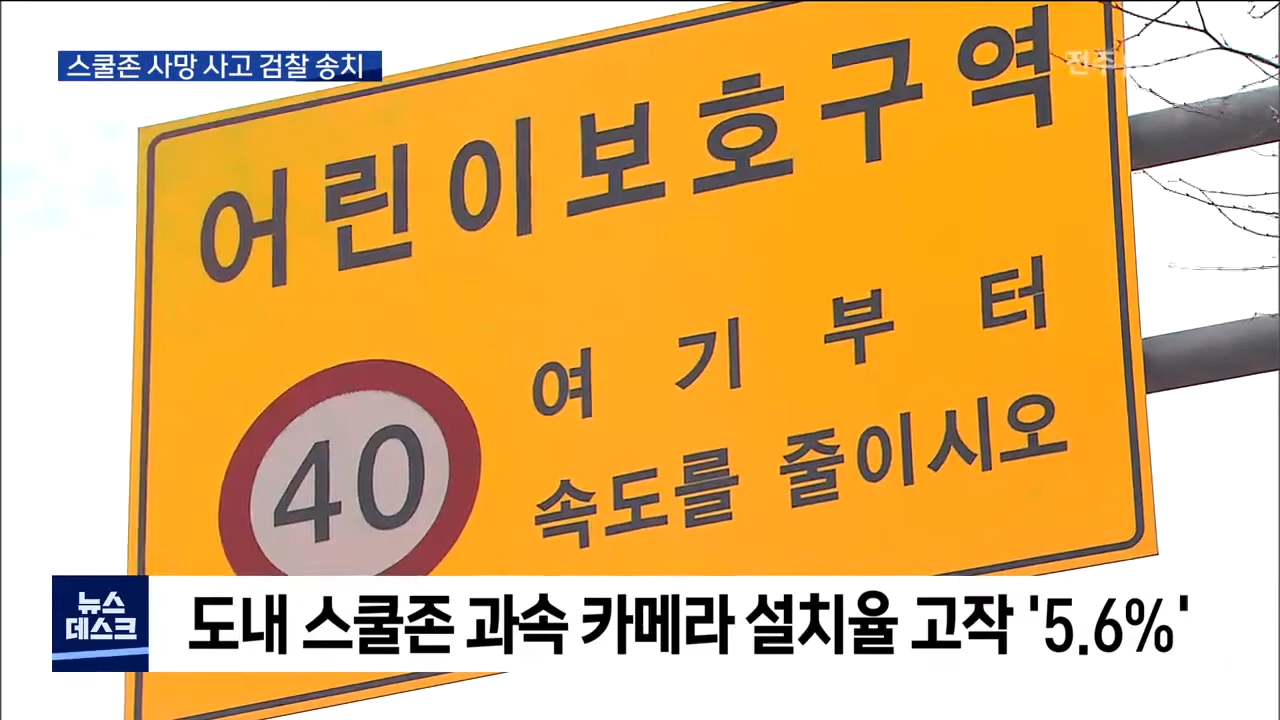 스쿨존 사망 사고 검찰 송치
전주
어린이보호구역
40
여기부터
속도를 줄이시오
뉴스
데스크
도내 스쿨존 과속 카메라 설치율 고작 '5.6%'